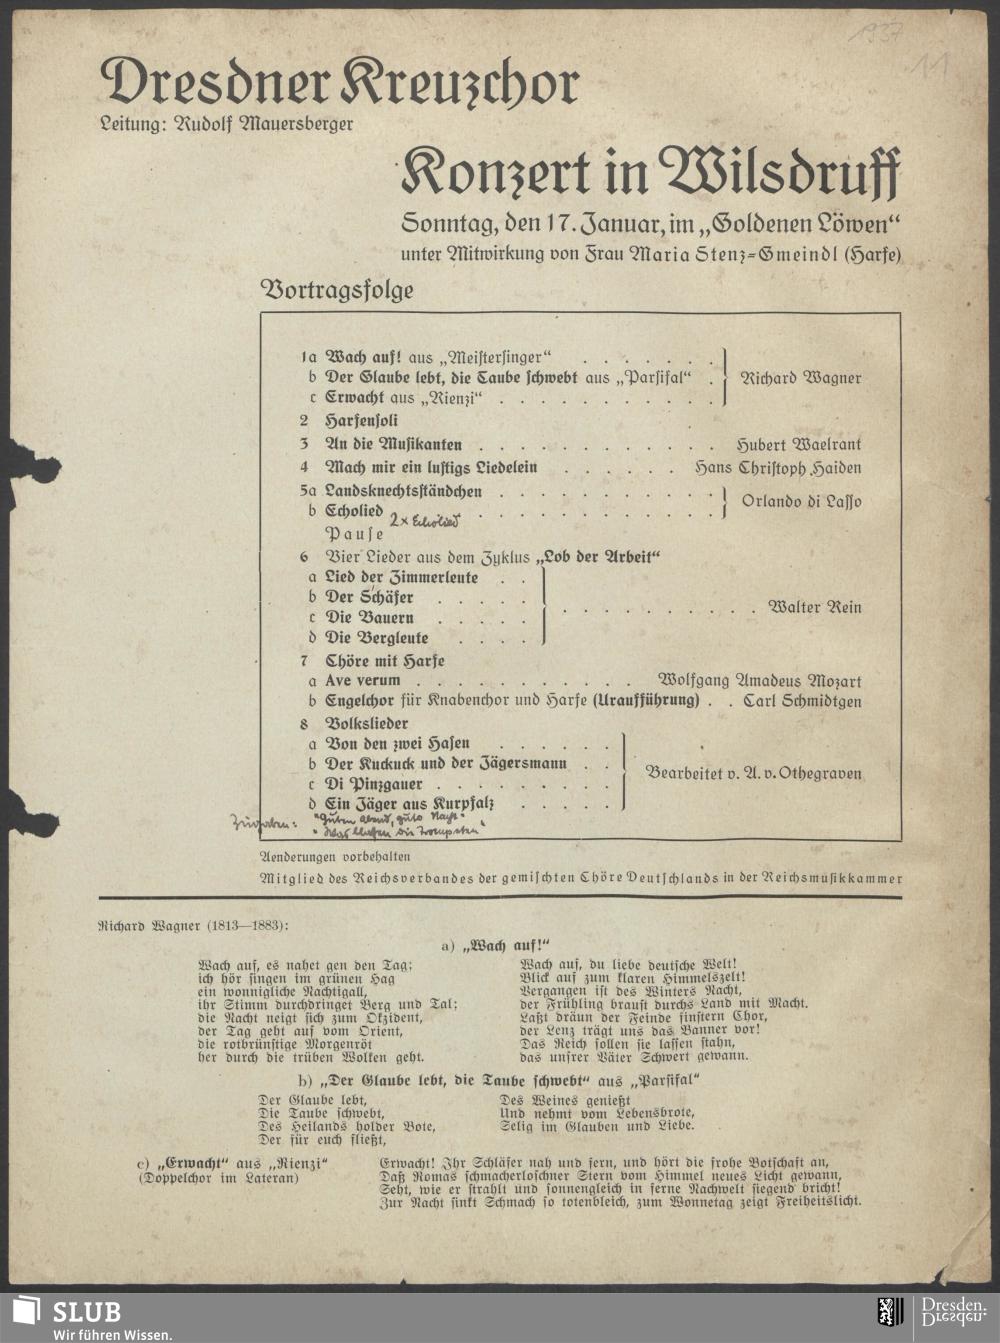 1937
11
Dresdner Kreuzchor
Leitung: Rudolf Mauersberger
Konzert in Wilsdruff
Sonntag, den 17. Januar, im „Goldenen Löwen“
unter Mitwirkung von Frau Maria Stenz-Gmeindl (Harfe)
Vortragsfolge
1a Wach auf! aus „Meistersinger“ . . . . . . .
b Der Glaube lebt, die Taube schwebt aus „Parsifal“ . Richard Wagner
c Erwacht aus „Rienzi“ . . . . . . . . . . .
2 Harfensoli
3 An die Musikanten . . . . . . . . . . . . Hubert Waelrant
4 Mach mir ein lustigs Liedelein . . . . . . Hans Christoph Haiden
5a Landsknechtsständchen . . . . . . . . . . . Orlando di Lasso
b Echolied . . . . . . . . . . .
2 x Echolied
Pause
6 Vier Lieder aus dem Zyklus „Lob der Arbeit“
a Lied der Zimmerleute . .
b Der Schäfer . . . . .
c Die Bauern . . . . . . . . . . . . . . . Walter Rein
d Die Bergleute . . . .
7 Chöre mit Harfe
a Ave verum . . . . . . . . . . . Wolfgang Amadeus Mozart
b Engelchor für Knabenchor und Harfe (Uraufführung) . . Carl Schmidtgen
8 Volkslieder
a Von den zwei Hasen . . . . . .
b Der Kuckuck und der Jägersmann . . Bearbeitet v. A. v. Othegraven
c Di Pinzgauer . . . . . . . . .
d Ein Jäger aus Kurpfalz . . . . .
Zugaben: "Guten Abend, gute Nacht"
"Was blasen die Trompeten"
Aenderungen vorbehalten
Mitglied des Reichsverbandes der gemischten Chöre Deutschlands in der Reichsmusikkammer
Richard Wagner (1813—1883):
a) „Wach auf!“
Wach auf, es nahet gen den Tag;
ich hör singen im grünen Hag
ein wonnigliche Nachtigall,
ihr Stimm durchdringet Berg und Tal;
die Nacht neigt sich zum Okzident,
der Tag geht auf vom Orient,
die rotbrünstige Morgenröt
her durch die trüben Wolken geht.
Wach auf, du liebe deutsche Welt!
Blick auf zum klaren Himmelszelt!
Vergangen ist des Winters Nacht,
der Frühling braust durchs Land mit Macht.
Laßt dräun der Feinde finstern Chor,
der Lenz trägt uns das Banner vor!
Das Reich sollen sie lassen stahn,
das unsrer Väter Schwert gewann.
b) „Der Glaube lebt, die Taube schwebt“ aus „Parsifal“
Der Glaube lebt,
Die Taube schwebt,
Des Heilands holder Bote,
Der für euch fließt,
Des Weines genießt
Und nehmt vom Lebensbrote,
Selig im Glauben und Liebe.
c) „Erwacht“ aus „Rienzi“
(Doppelchor im Lateran)
Erwacht! Ihr Schläfer nah und fern, und hört die frohe Botschaft an,
Daß Romas schmacherloschner Stern vom Himmel neues Licht gewann,
Seht, wie er strahlt und sonnengleich in ferne Nachwelt siegend bricht!
Zur Nacht sinkt Schmach so totenbleich, zum Wonnetag zeigt Freiheitslicht.
SLUB
Wir führen Wissen.
Dresden.
Dresden.